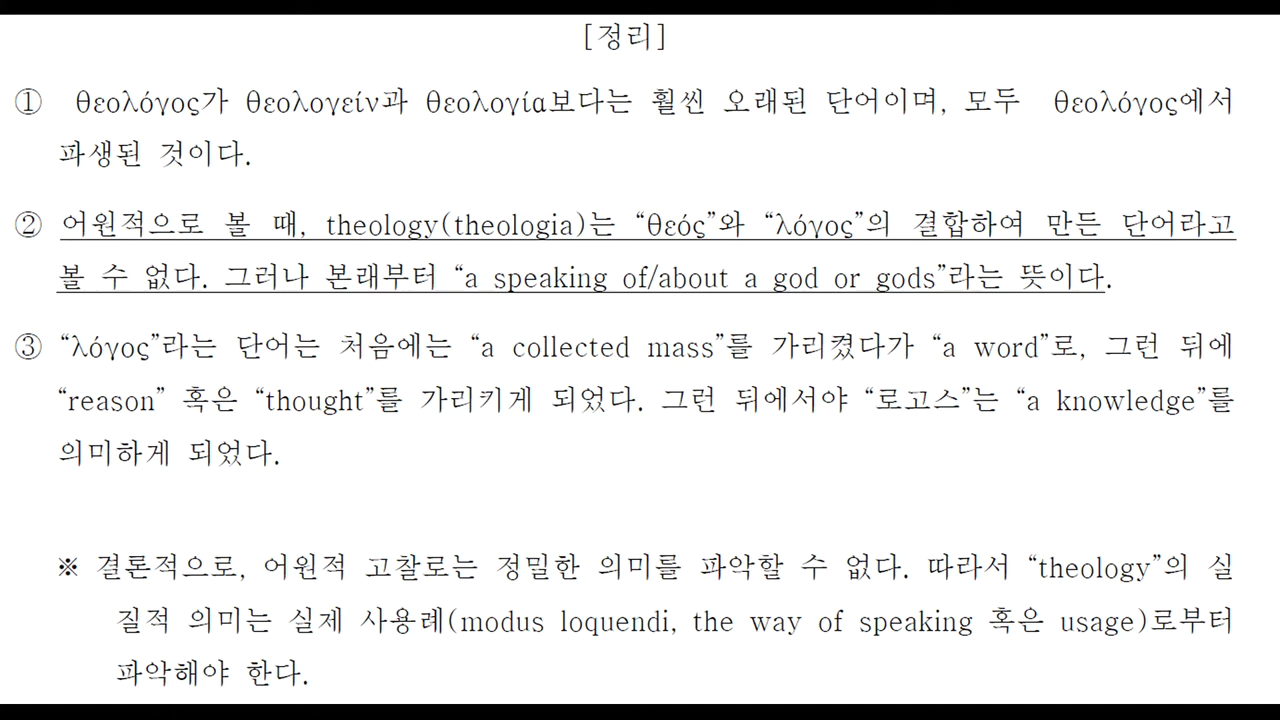 [정리]
① θεολόγος가 θεολογείν과 θεολογία보다는 훨씬 오래된 단어이며, 모두 θεολόγος에서
파생된 것이다.
② 어원적으로 볼 때, theology(theologia)는 “θεός”와 “λόγος”의 결합하여 만든 단어라고
볼 수 없다. 그러나 본래부터 “a speaking of/about a god or gods”라는 뜻이다.
③ “λόγος”라는 단어는 처음에는 “a collected mass”를 가리켰다가 “a word”로, 그런 뒤에
“reason” 혹은 “thought”를 가리키게 되었다. 그런 뒤에서야 “로고스”는 “a knowledge”를
의미하게 되었다.
※ 결론적으로, 어원적 고찰로는 정밀한 의미를 파악할 수 없다. 따라서 “theology”의 실
질적 의미는 실제 사용례(modus loquendi, the way of speaking 혹은 usage)로부터
파악해야 한다.